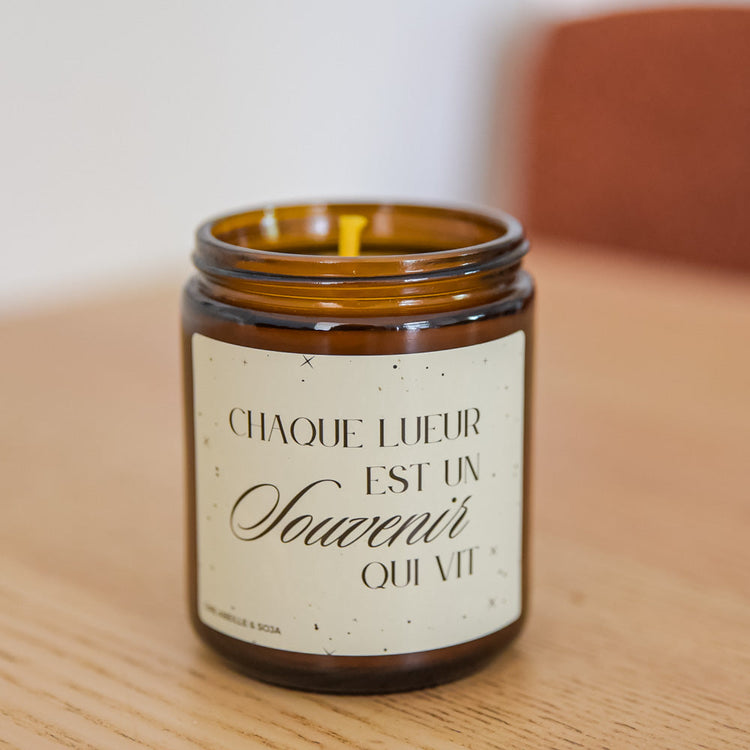 CHAQUE LUEUR
EST UN
Souvenir
QUI VIT
CIRE ABEILLE & SOJA